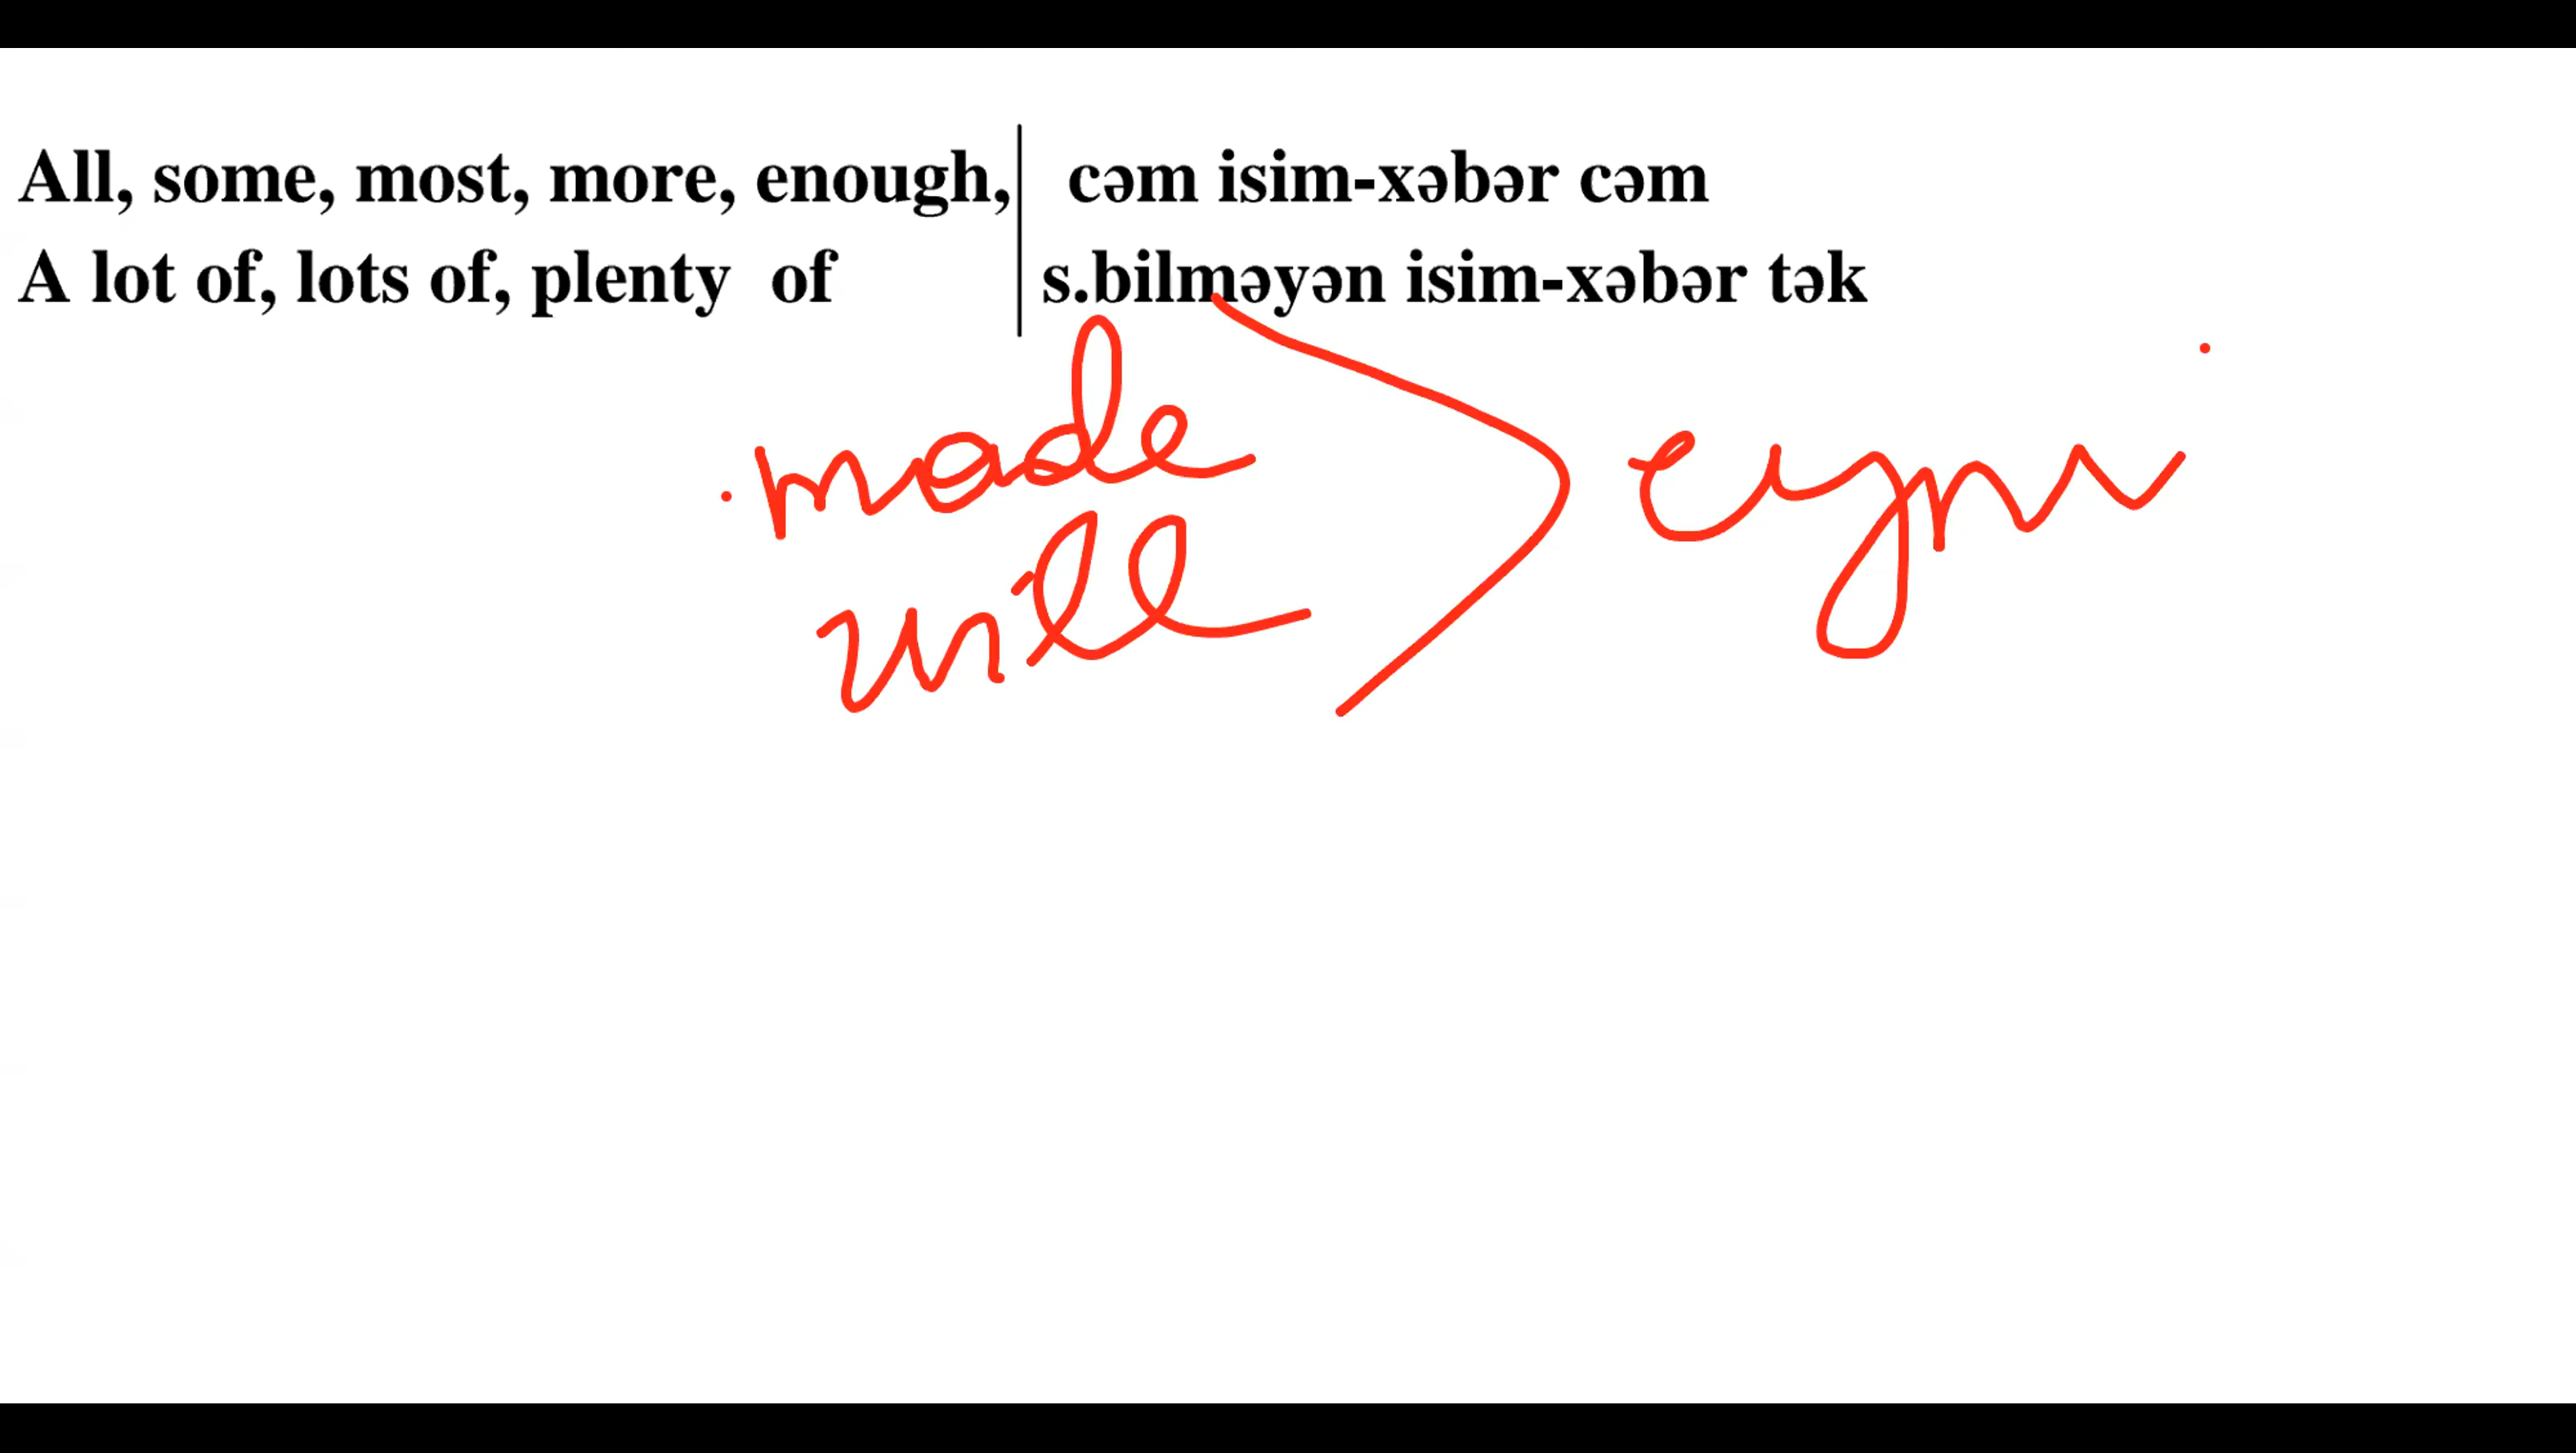 All, some, most, more, enough, cəm isim-xəbər cəm
A lot of, lots of, plenty of s.bilməyən isim-xəbər tək
made
will
eyni